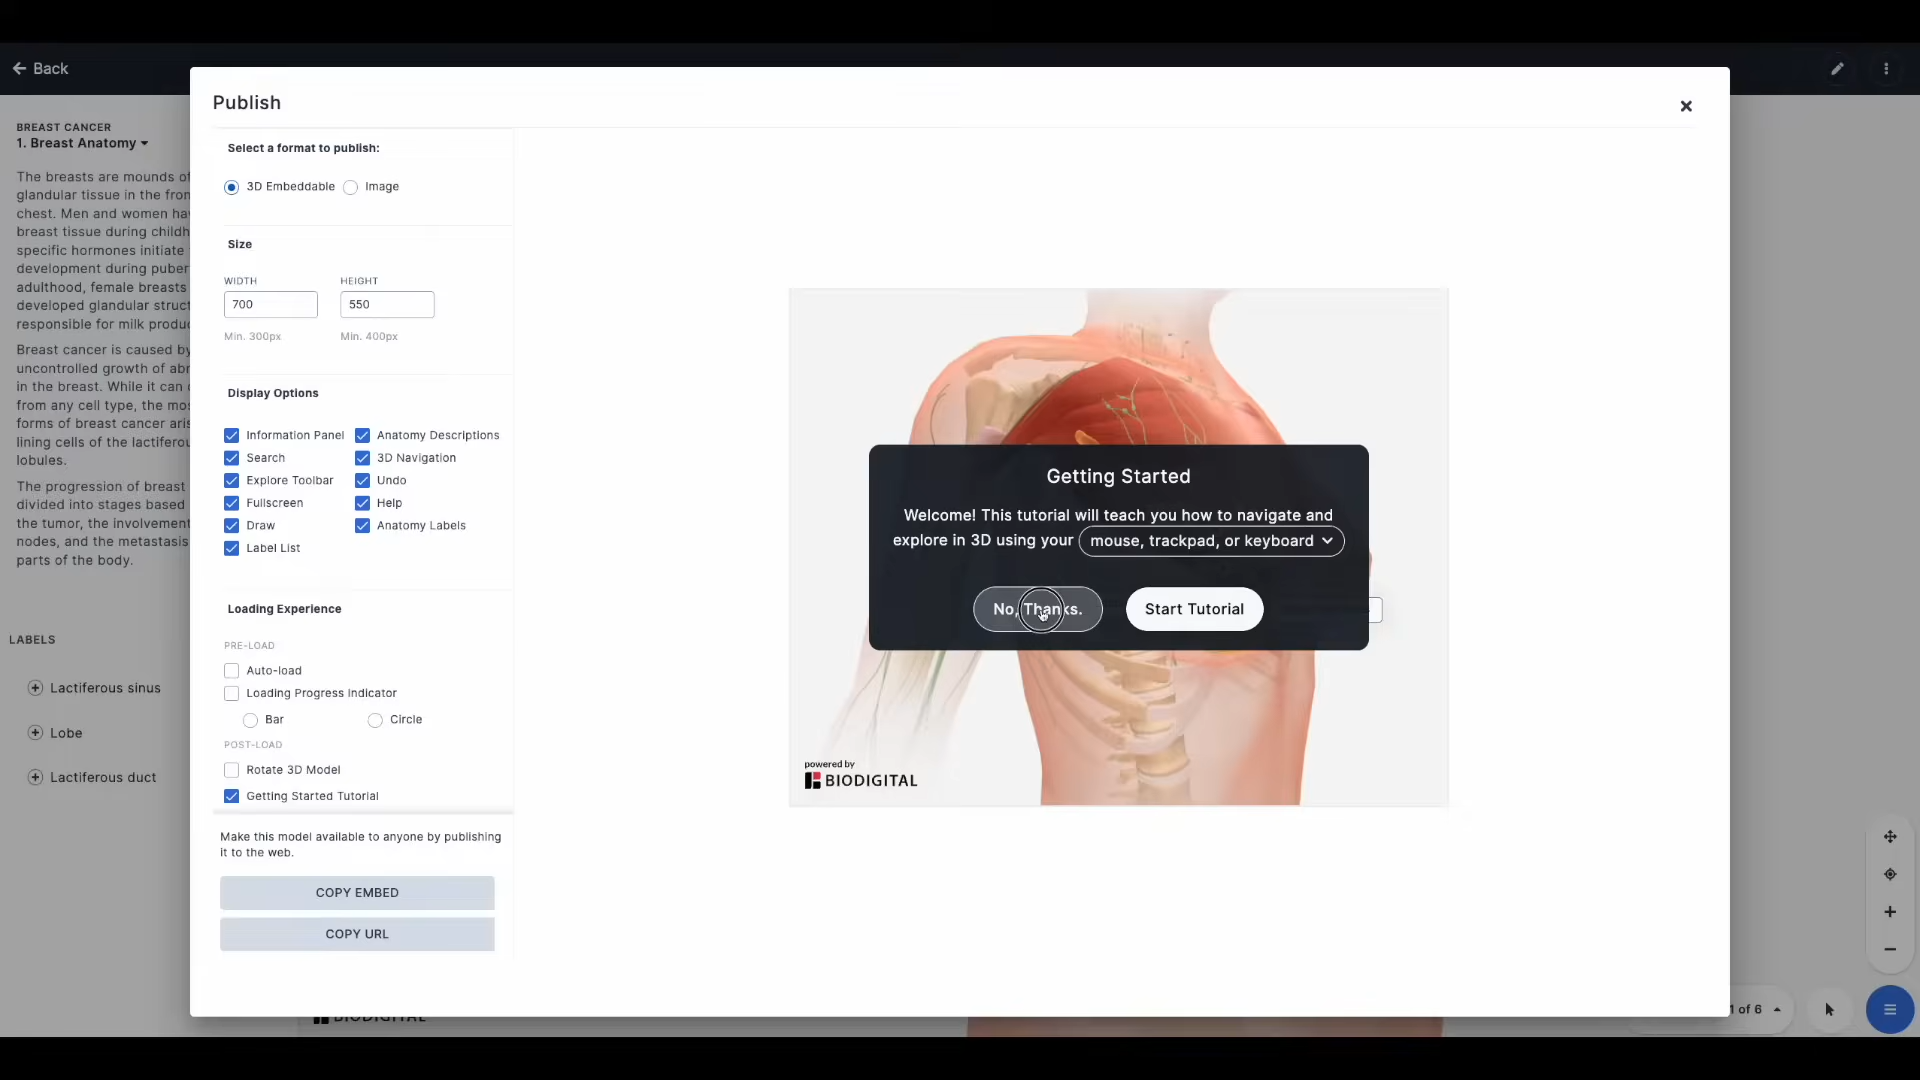 Back
BREAST CANCER
1. Breast Anatomy
The breasts are mounds of
glandular tissue in the fron
chest. Men and women ha
breast tissue during childh
specific hormones initiate
development during puber
adulthood, female breasts
developed glandular struct
responsible for milk produ
Breast cancer is caused by
uncontrolled growth of abr
in the breast. While it can
from any cell type, the mos
forms of breast cancer aris
lining cells of the lactiferou
lobules.
The progression of breast
divided into stages based
the tumor, the involvement
nodes, and the metastasis
parts of the body.
LABELS
Lactiferous sinus
Lobe
Lactiferous duct
Publish
Select a format to publish:
3D Embeddable Image
Size
WIDTH HEIGHT
700 550
Min. 300px Min. 400px
Display Options
Information Panel Anatomy Descriptions
Search 3D Navigation
Explore Toolbar Undo
Fullscreen Help
Draw Anatomy Labels
Label List
Loading Experience
PRE-LOAD
Auto-load
Loading Progress Indicator
Bar Circle
POST-LOAD
Rotate 3D Model
Getting Started Tutorial
Make this model available to anyone by publishing
it to the web.
COPY EMBED
COPY URL
Getting Started
Welcome! This tutorial will teach you how to navigate and
explore in 3D using your mouse, trackpad, or keyboard
No, Thanks. Start Tutorial
powered by
BIODIGITAL
BIODIGITAL
1 of 6